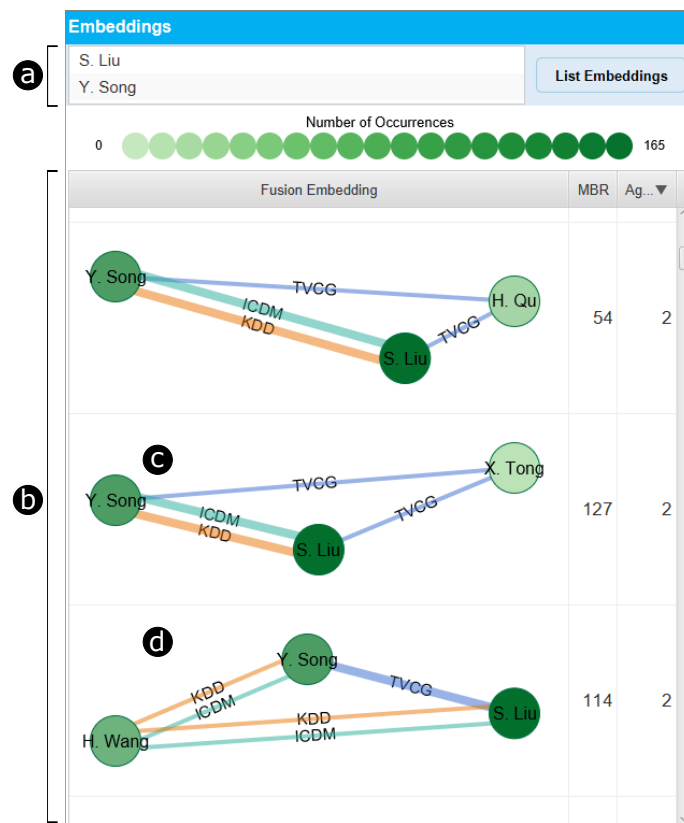 Embeddings
a
S. Liu
Y. Song
List Embeddings
Number of Occurrences
0
165
b
Fusion Embedding
MBR
Ag...▼
Y. Song
TVCG
H. Qu
ICDM
KDD
TVCG
S. Liu
54
2
c
Y. Song
TVCG
X. Tong
ICDM
KDD
TVCG
S. Liu
127
2
d
Y. Song
KDD
ICDM
TVCG
KDD
S. Liu
H. Wang
ICDM
114
2